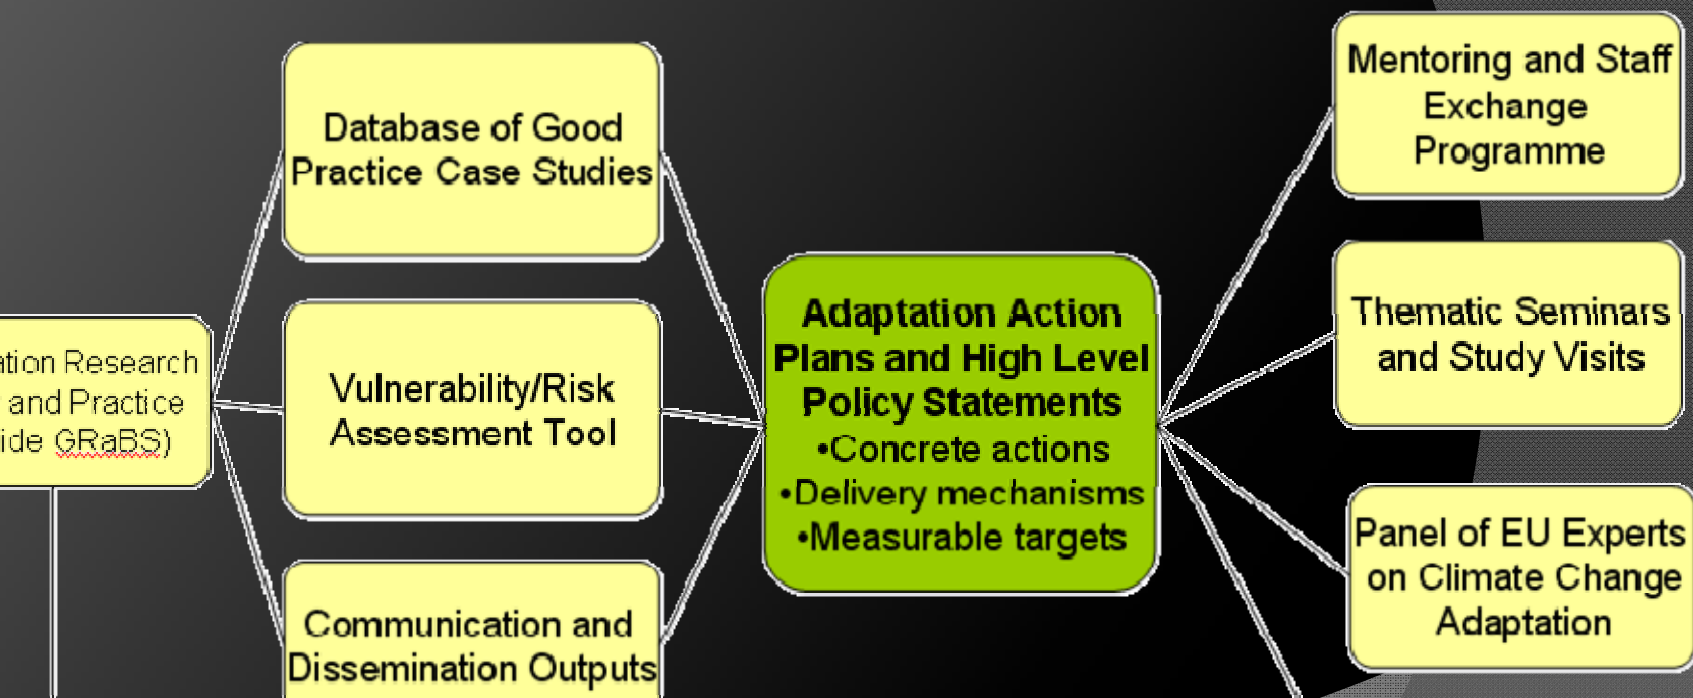 Database of Good
Practice Case Studies
Mentoring and Staff
Exchange
Programme
Adaptation Action
Plans and High Level
Policy Statements
•Concrete actions
•Delivery mechanisms
•Measurable targets
Thematic Seminars
and Study Visits
Research
and Practice
GRaBS)
Vulnerability/Risk
Assessment Tool
Panel of EU Experts
on Climate Change
Adaptation
Communication and
Dissemination Outputs